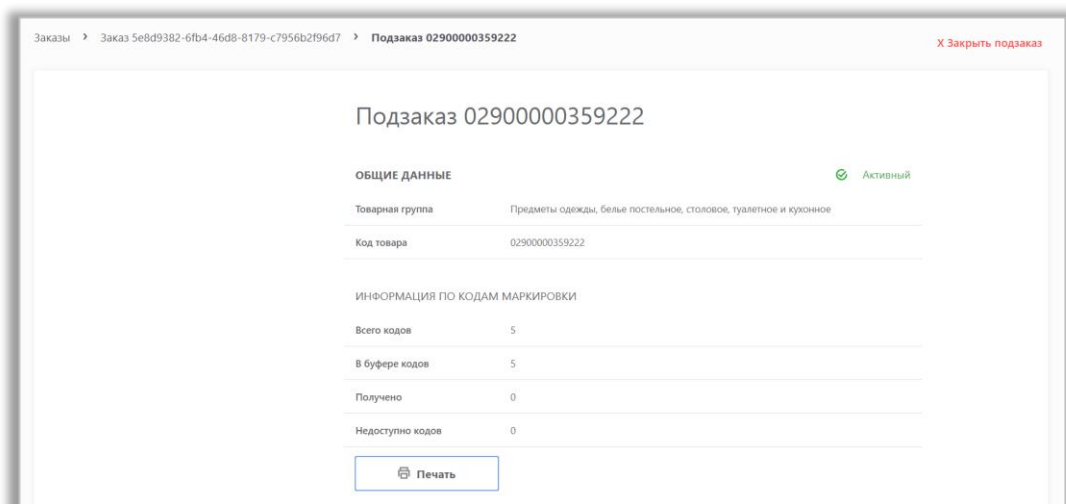 Заказы > Заказ 5e8d9382-6fb4-46d8-8179-c7956b2f96d7 > Подзаказ 02900000359222
X Закрыть подзаказ
Подзаказ 02900000359222
ОБЩИЕ ДАННЫЕ Активный
Товарная группа Предметы одежды, белье постельное, столовое, туалетное и кухонное
Код товара 02900000359222
ИНФОРМАЦИЯ ПО КОДАМ МАРКИРОВКИ
Всего кодов 5
В буфере кодов 5
Получено 0
Недоступно кодов 0
Печать